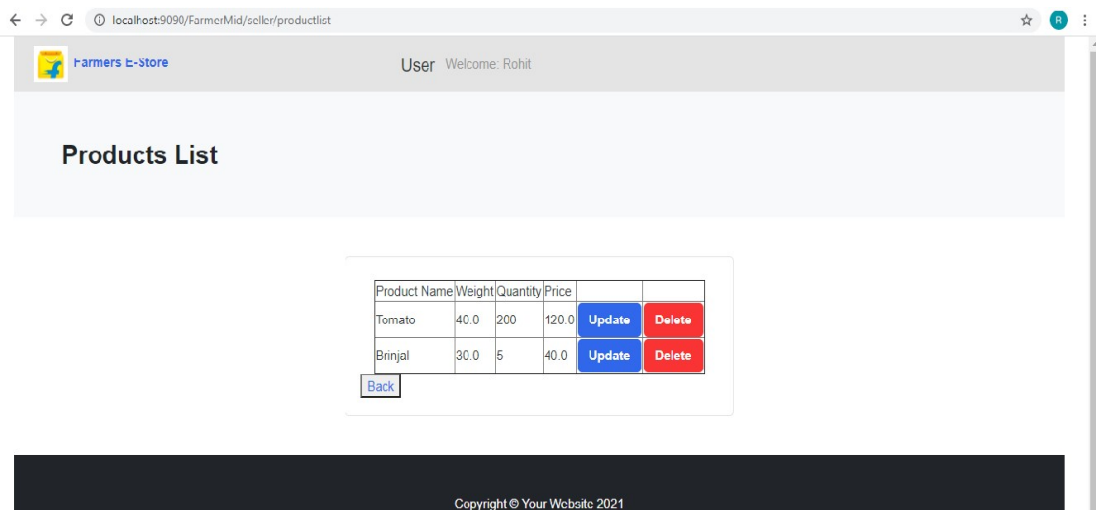 localhost:9090/FarmerMid/seller/productlist
R
Farmers E-Store
User Welcome: Rohit
Products List
Product Name Weight Quantity Price
Tomato 40.0 200 120.0 Update Delete
Brinjal 30.0 5 40.0 Update Delete
Back
Copyright © Your Website 2021